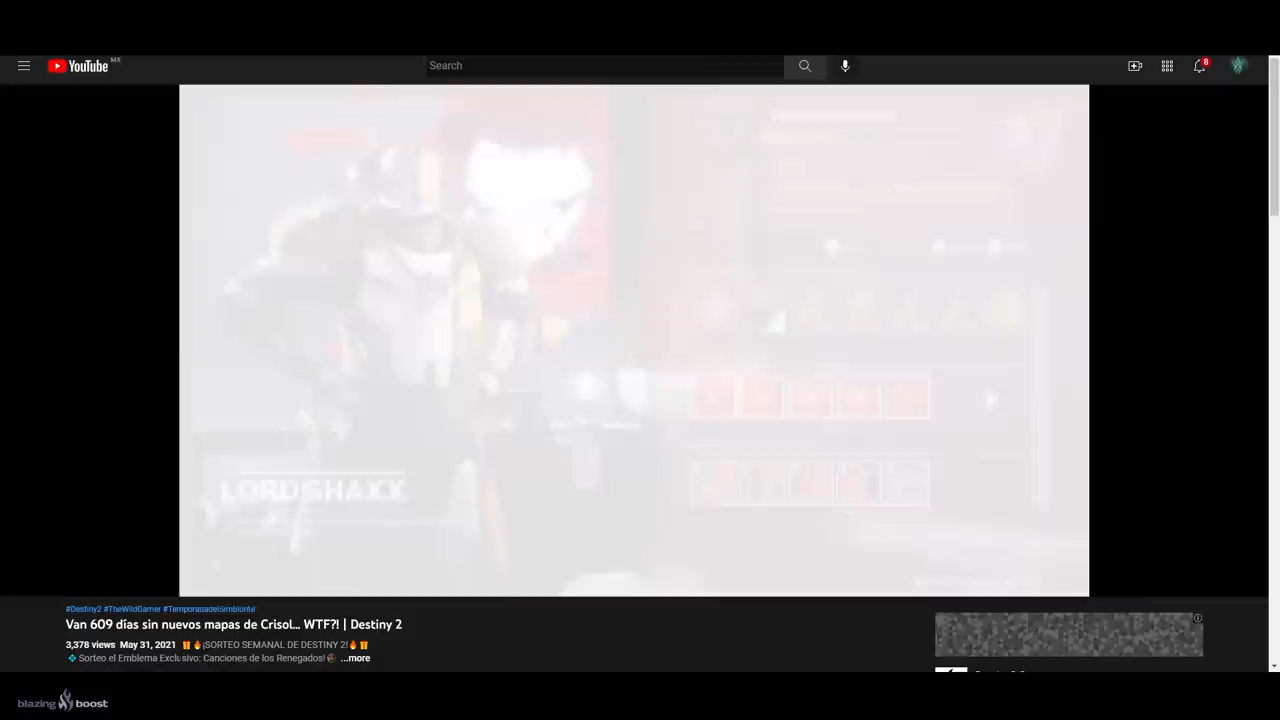 YouTube MX
Search
8
LORD SHAXX
#Destiny2 #TheWildGamer #TemporadadelSimbionte
Van 609 días sin nuevos mapas de Crisol... WTF?! | Destiny 2
3,378 views May 31, 2021 🎁🔥¡SORTEO SEMANAL DE DESTINY 2!🔥🎁
💠 Sorteo el Emblema Exclusivo: Canciones de los Renegados! ...more
blazing boost